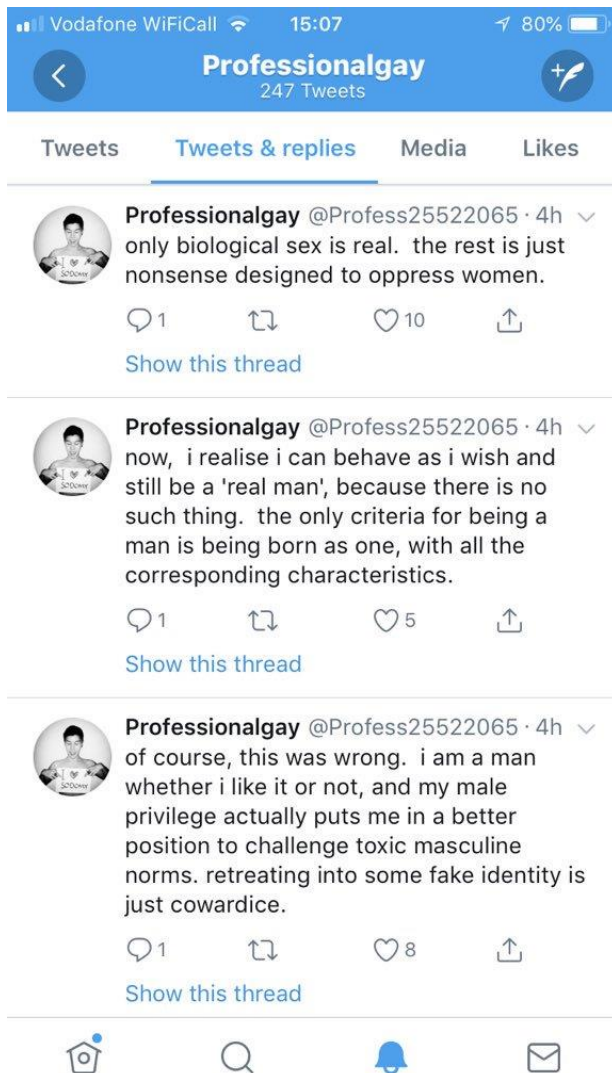 Vodafone WiFiCall 15:07 80%
Professionalgay
247 Tweets
Tweets Tweets & replies Media Likes
Professionalgay @Profess25522065 · 4h
only biological sex is real.  the rest is just
nonsense designed to oppress women.
1 10
Show this thread
Professionalgay @Profess25522065 · 4h
now,  i realise i can behave as i wish and
still be a 'real man', because there is no
such thing.  the only criteria for being a
man is being born as one, with all the
corresponding characteristics.
1 5
Show this thread
Professionalgay @Profess25522065 · 4h
of course, this was wrong.  i am a man
whether i like it or not, and my male
privilege actually puts me in a better
position to challenge toxic masculine
norms. retreating into some fake identity is
just cowardice.
1 8
Show this thread